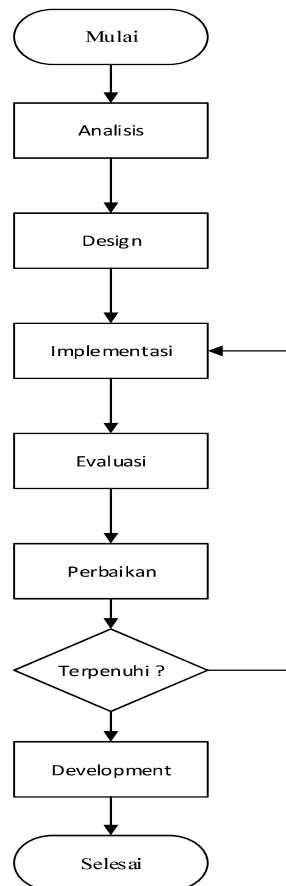 Mulai
Analisis
Design
Implementasi
Evaluasi
Perbaikan
Terpenuhi ?
Development
Selesai